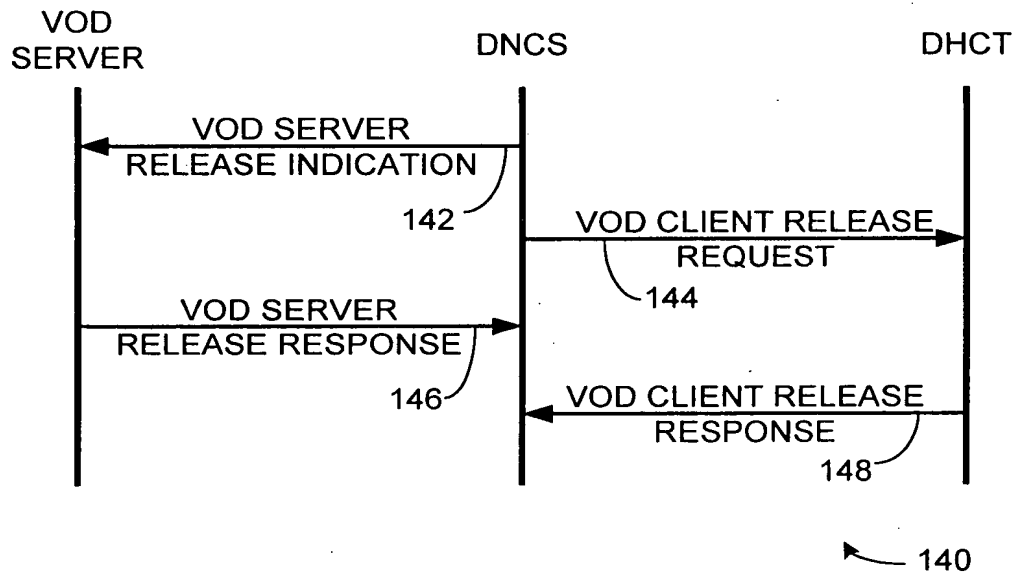 VOD
SERVER
DNCS
DHCT
VOD SERVER
RELEASE INDICATION
142
VOD CLIENT RELEASE
REQUEST
144
VOD SERVER
RELEASE RESPONSE
146
VOD CLIENT RELEASE
RESPONSE
148
140